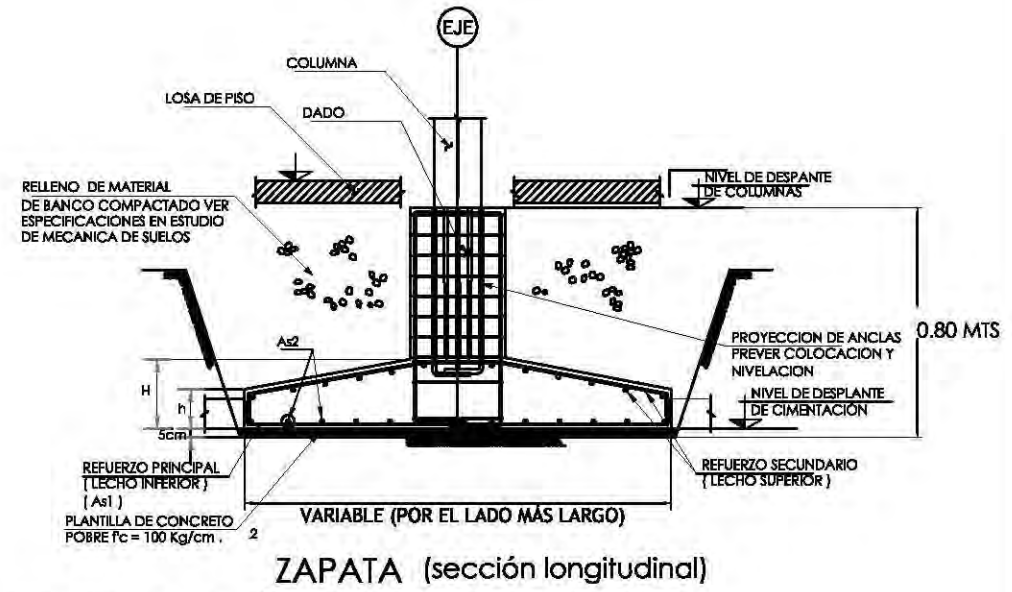 EJE
COLUMNA
LOSA DE PISO
DADO
RELLENO DE MATERIAL
DE BANCO COMPACTADO VER
ESPECIFICACIONES EN ESTUDIO
DE MECANICA DE SUELOS
NIVEL DE DESPANTE
DE COLUMNAS
0.80 MTS
PROYECCION DE ANCLAS
PREVER COLOCACION Y
NIVELACION
As2
H
h
5cm
NIVEL DE DESPLANTE
DE CIMENTACIÓN
REFUERZO PRINCIPAL
( LECHO INFERIOR )
( As1 )
REFUERZO SECUNDARIO
( LECHO SUPERIOR )
PLANTILLA DE CONCRETO
POBRE f'c = 100 Kg/cm . 2
VARIABLE (POR EL LADO MÁS LARGO)
ZAPATA (sección longitudinal)